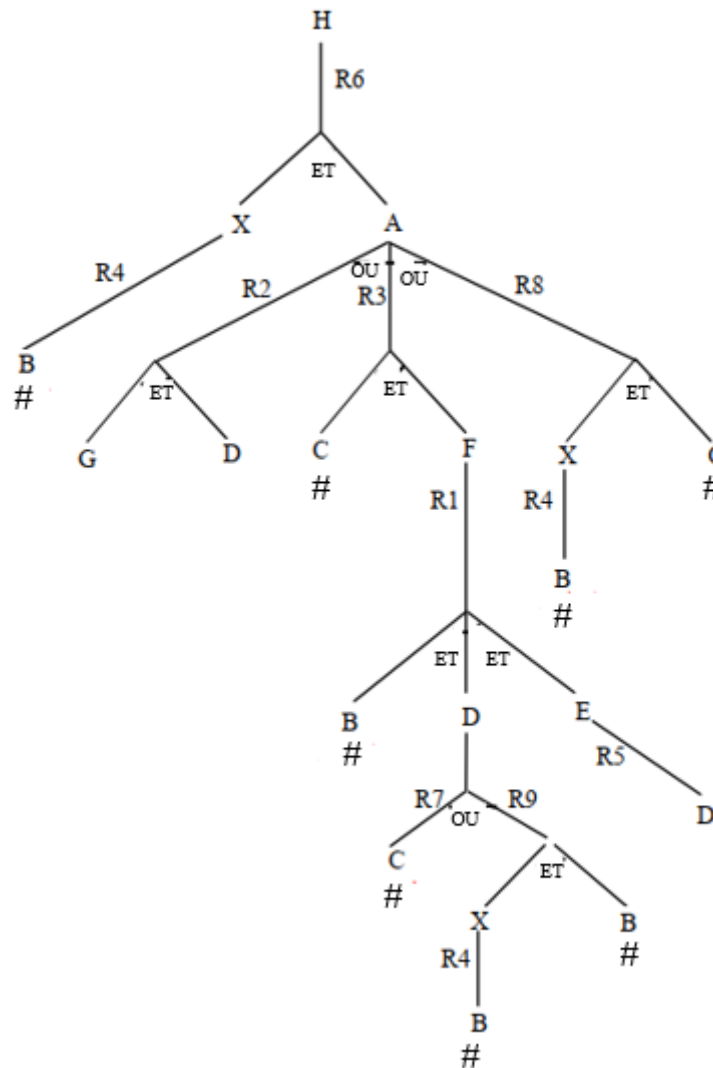 H
R6
ET
X A
R4 R2 OU R3 OU R8
B ET ET ET
# G D C F X
# R1 R4 #
B
#
ET ET
B D E
# R5
R7 OU R9 D
C ET
# X B
R4 #
B
#